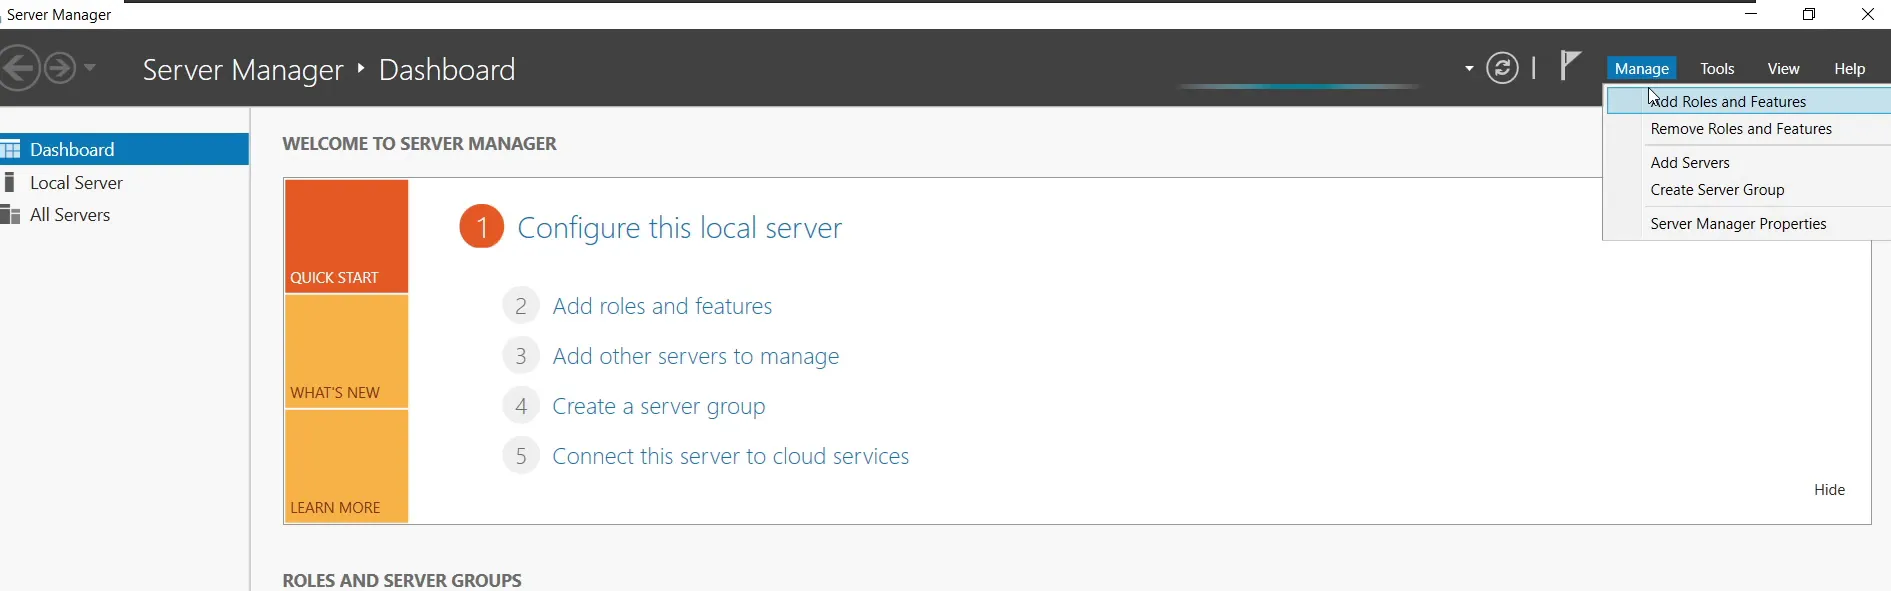 Server Manager
Server Manager ‣ Dashboard
Manage Tools View Help
Add Roles and Features
Remove Roles and Features
Add Servers
Create Server Group
Server Manager Properties
Dashboard
Local Server
All Servers
WELCOME TO SERVER MANAGER
QUICK START
WHAT'S NEW
LEARN MORE
1 Configure this local server
2 Add roles and features
3 Add other servers to manage
4 Create a server group
5 Connect this server to cloud services
Hide
ROLES AND SERVER GROUPS